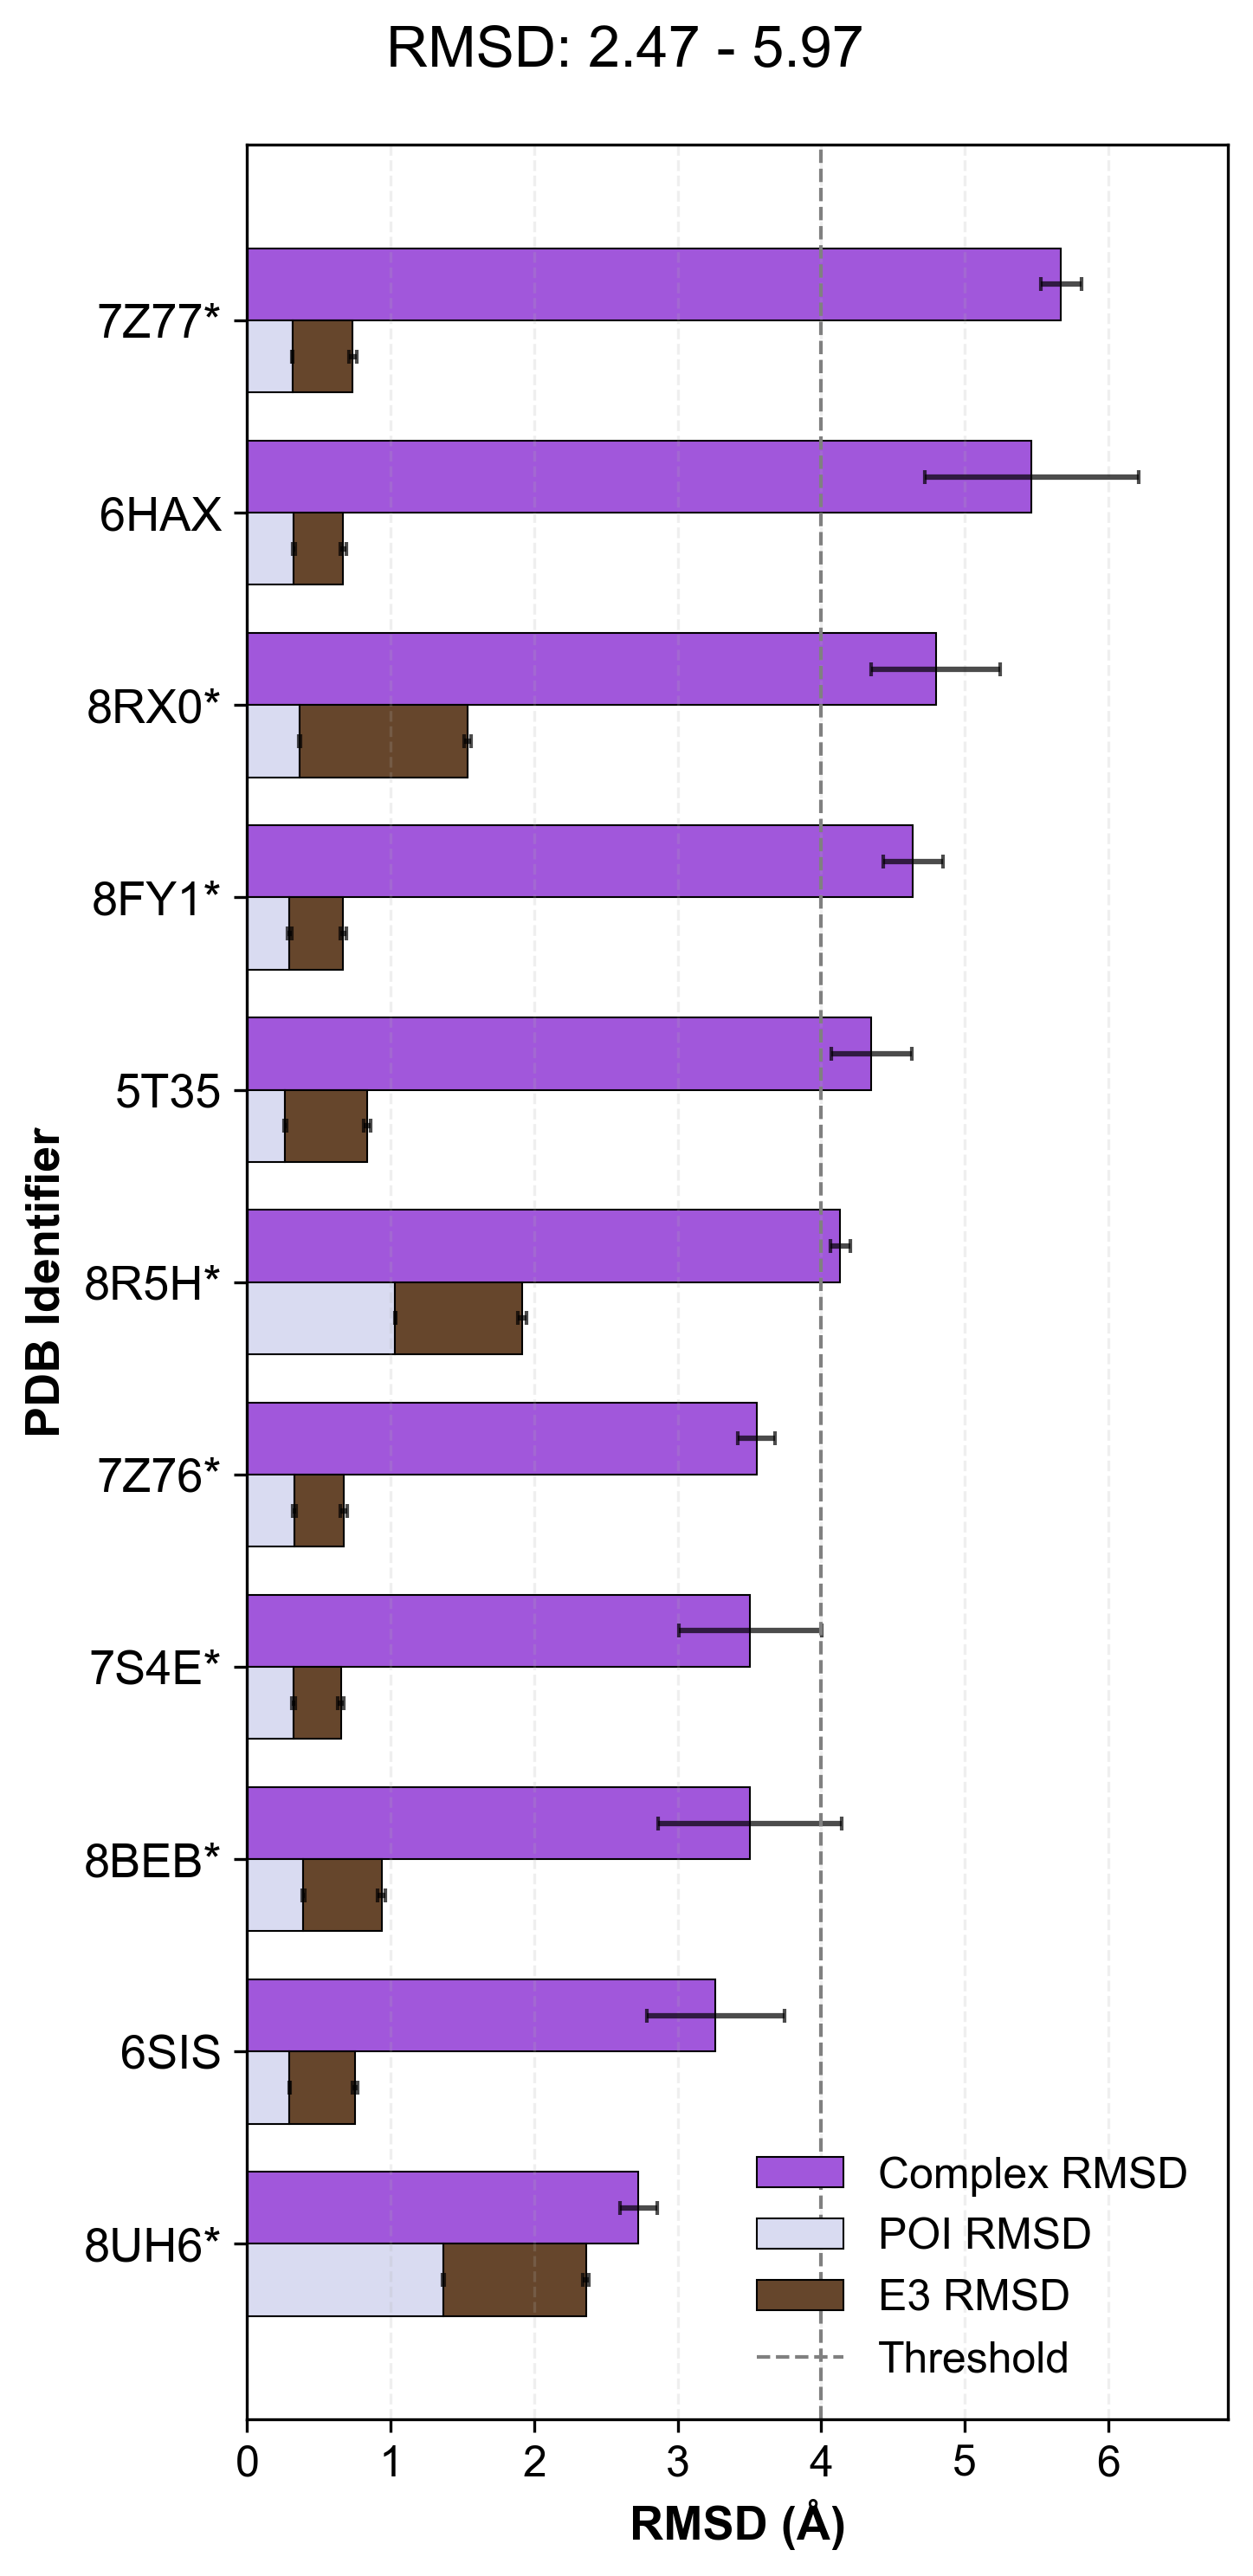 RMSD: 2.47 - 5.97
7Z77*
6HAX
8RX0*
8FY1*
5T35
8R5H*
7Z76*
7S4E*
8BEB*
6SIS
8UH6*
PDB Identifier
Complex RMSD
POI RMSD
E3 RMSD
Threshold
0 1 2 3 4 5 6
RMSD (Å)